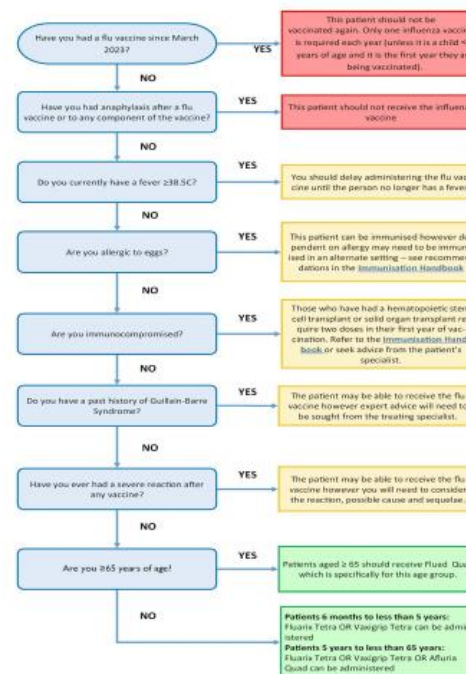 Have you had a flu vaccine since March
2023?
YES
This patient should not be
vaccinated again. Only one influenza
is required each year (unless it is a child
years of age and it is the first year they
being vaccinated).
NO
Have you had anaphylaxis after a flu
vaccine or to any component of the vaccine?
YES
This patient should not receive the
vaccine
NO
Do you currently have a fever ≥38.5C?
YES
You should delay administering the flu
cine until the person no longer has a fever
NO
Are you allergic to eggs?
YES
This patient can be immunised however
pendent on allergy may need to be
ised in an alternate setting – see
dations in the Immunisation Handbook
NO
Are you immunocompromised?
YES
Those who have had a hematopoietic
cell transplant or solid organ transplant
quire two doses in their first year of vac-
cination. Refer to the Immunisation
book or seek advice from the patient's
specialist.
NO
Do you have a past history of Guillain-Barre
Syndrome?
YES
The patient may be able to receive the flu
vaccine however expert advice will need to
be sought from the treating specialist.
NO
Have you ever had a severe reaction after
any vaccine?
YES
The patient may be able to receive the flu
vaccine however you will need to consider
the reaction, possible cause and sequelae.
NO
Are you ≥65 years of age?
YES
Patients aged ≥ 65 should receive Fluad
which is specifically for this age group.
NO
Patients 6 months to less than 5 years:
Fluarix Tetra OR Vaxigrip Tetra can be
istered
Patients 5 years to less than 65 years:
Fluarix Tetra OR Vaxigrip Tetra OR Afluria
Quad can be administered